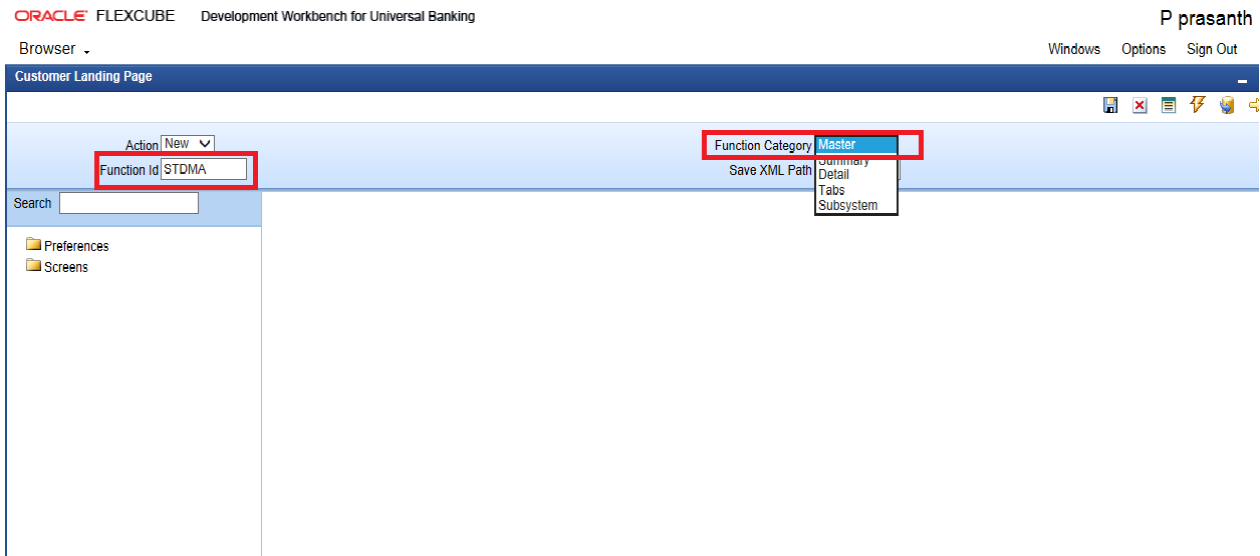 ORACLE FLEXCUBE Development Workbench for Universal Banking
P prasanth
Browser
Windows Options Sign Out
Customer Landing Page
Action New
Function Category Master
Function Id STDMA
Summary
Save XML Path
Detail
Tabs
Subsystem
Search
Preferences
Screens